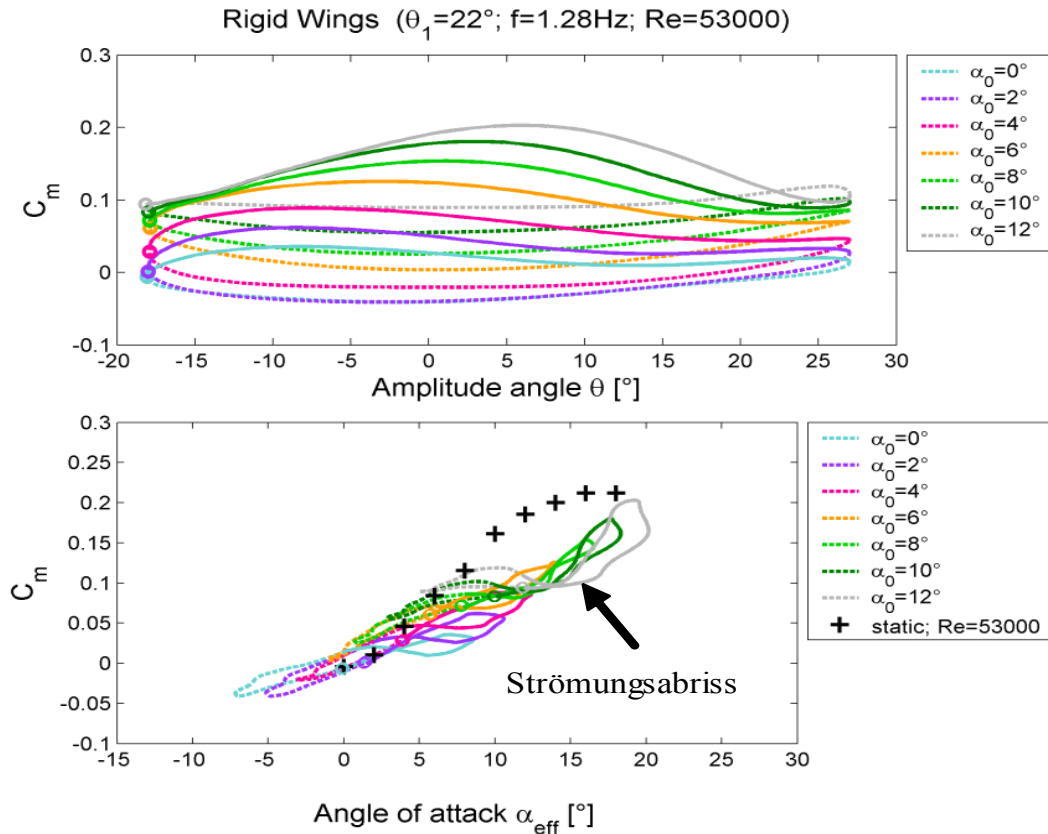 Rigid Wings (θ1=22°; f=1.28Hz; Re=53000)
0.3
0.2
0.1
0
-0.1
Cm
-20 -15 -10 -5 0 5 10 15 20 25 30
Amplitude angle θ [°]
α0=0°
α0=2°
α0=4°
α0=6°
α0=8°
α0=10°
α0=12°
0.3
0.25
0.2
0.15
0.1
0.05
0
-0.05
-0.1
Cm
Strömungsabriss
-15 -10 -5 0 5 10 15 20 25 30
Angle of attack αeff [°]
α0=0°
α0=2°
α0=4°
α0=6°
α0=8°
α0=10°
α0=12°
static; Re=53000